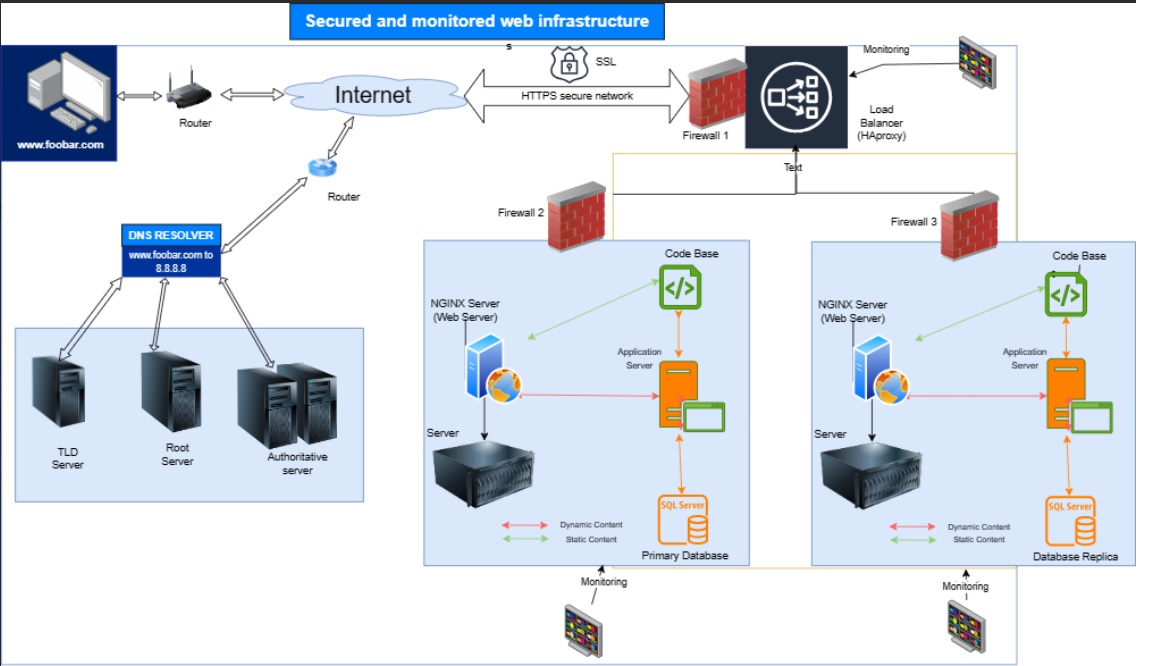 Secured and monitored web infrastructure
s
SSL
Monitoring
Internet
HTTPS secure network
Router
Load
Balancer
(HAproxy)
Firewall 1
www.foobar.com
Text
Router
Firewall 2
Firewall 3
DNS RESOLVER
www.foobar.com to
8.8.8.8
Code Base
NGINX Server
(Web Server)
Application
Server
Server
SQL Server
Dynamic Content
Static Content
Primary Database
Code Base
NGINX Server
(Web Server)
Application
Server
Server
SQL Server
Dynamic Content
Static Content
Database Replica
TLD
Server
Root
Server
Authoritative
server
Monitoring
Monitoring